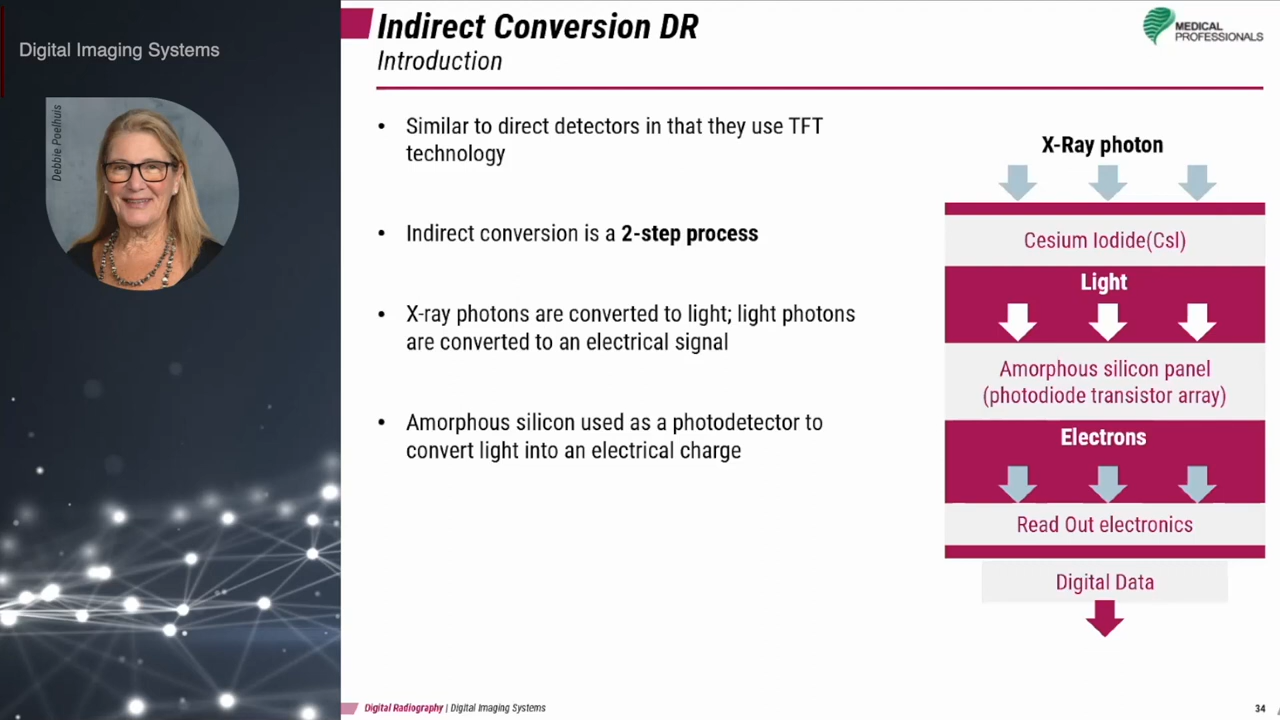 Digital Imaging Systems
Debbie Poelhuis
Indirect Conversion DR
Introduction
MEDICAL
PROFESSIONALS
• Similar to direct detectors in that they use TFT
technology
• Indirect conversion is a 2-step process
• X-ray photons are converted to light; light photons
are converted to an electrical signal
• Amorphous silicon used as a photodetector to
convert light into an electrical charge
X-Ray photon
Cesium Iodide(CsI)
Light
Amorphous silicon panel
(photodiode transistor array)
Electrons
Read Out electronics
Digital Data
Digital Radiography | Digital Imaging Systems
34